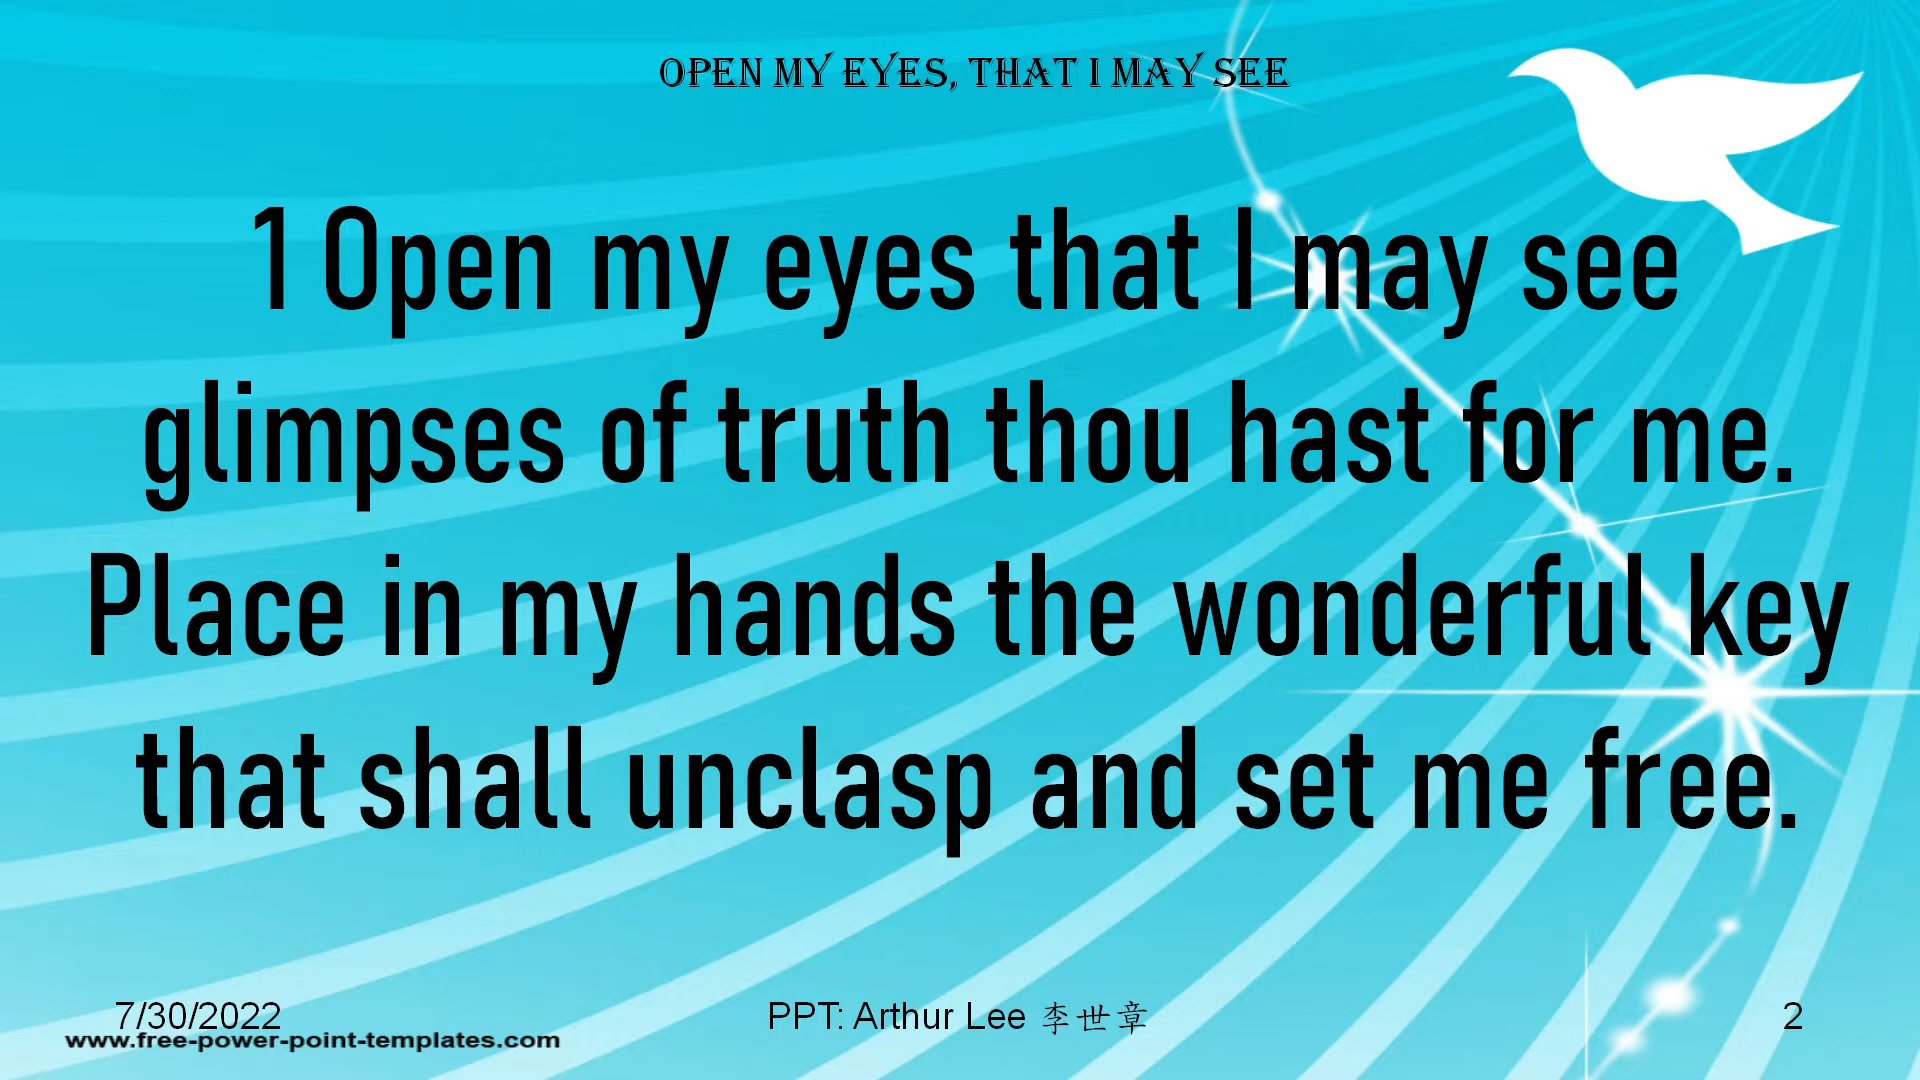 OPEN MY EYES, THAT I MAY SEE
1 Open my eyes that I may see
glimpses of truth thou hast for me.
Place in my hands the wonderful key
that shall unclasp and set me free.
7/30/2022
PPT: Arthur Lee 李世章
2
www.free-power-point-templates.com